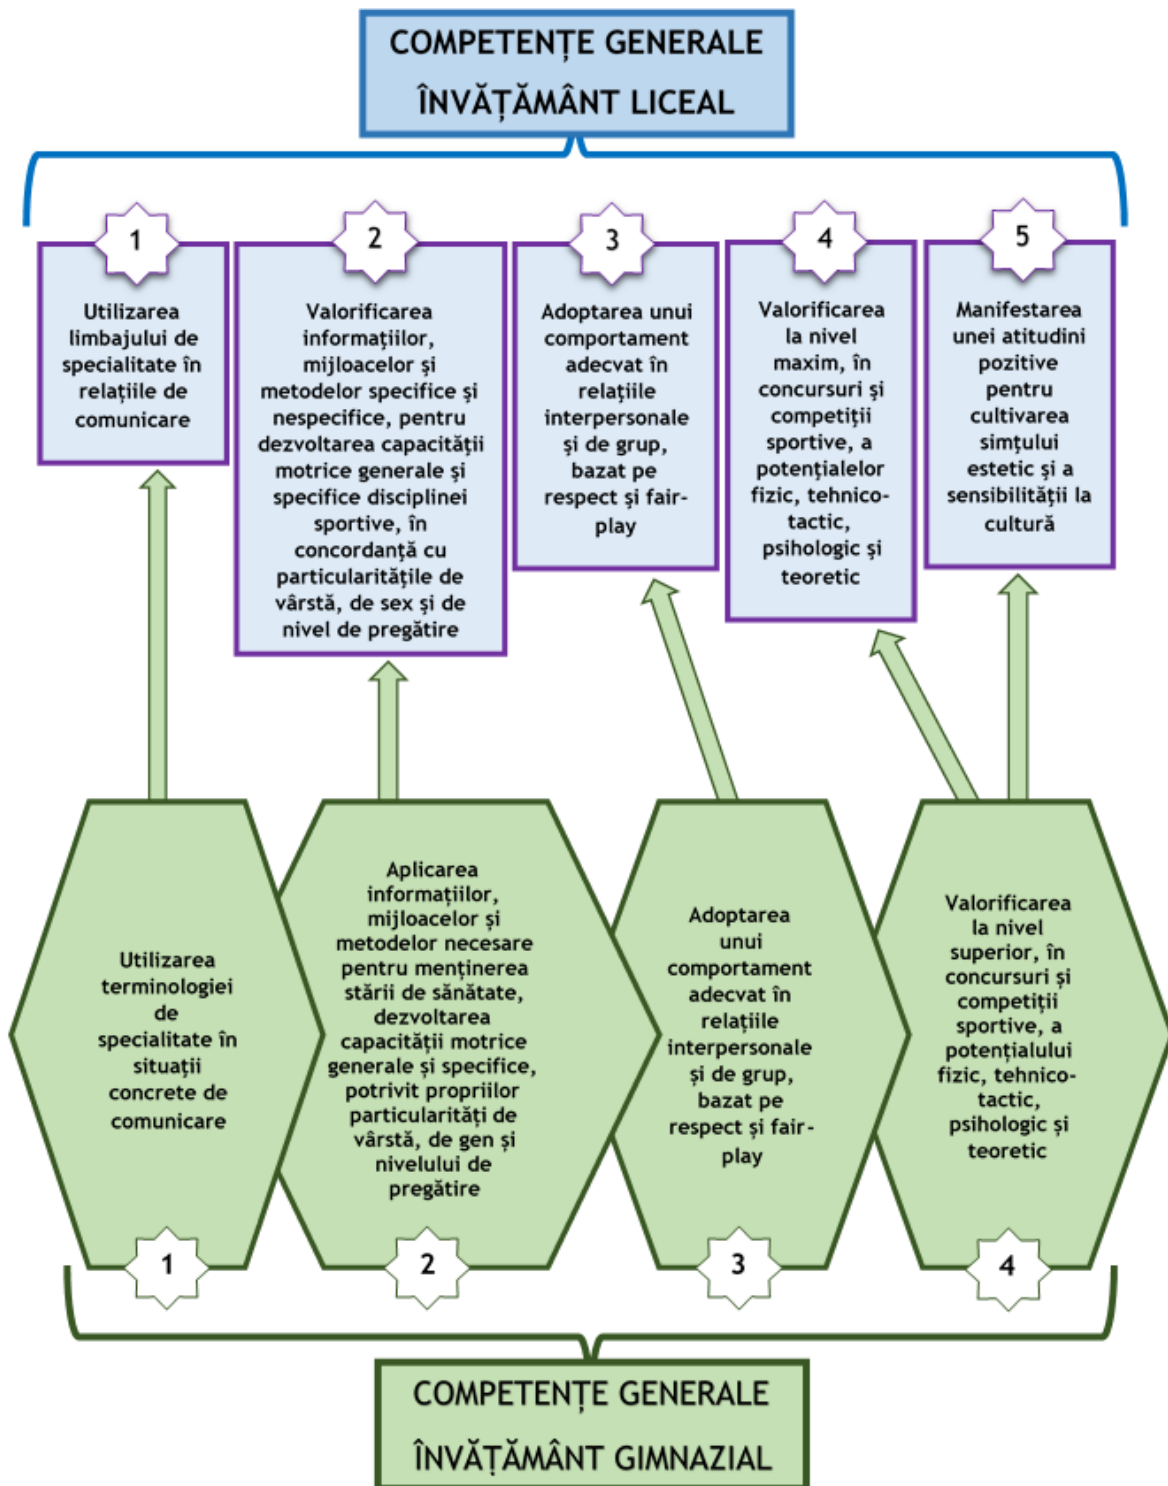 COMPETENȚE GENERALE
ÎNVĂȚĂMÂNT LICEAL
1
Utilizarea
limbajului de
specialitate în
relațiile de
comunicare
2
Valorificarea
informațiilor,
mijloacelor și
metodelor specifice și
nespecifice, pentru
dezvoltarea capacității
motrice generale și
specifice disciplinei
sportive, în
concordanță cu
particularitățile de
vârstă, de sex și de
nivel de pregătire
3
Adoptarea unui
comportament
adecvat în
relațiile
interpersonale
și de grup,
bazat pe
respect și fair-
play
4
Valorificarea
la nivel
maxim, în
concursuri și
competiții
sportive, a
potențialelor
fizic, tehnico-
tactic,
psihologic și
teoretic
5
Manifestarea
unei atitudini
pozitive
pentru
cultivarea
simțului
estetic și a
sensibilității la
cultură
Utilizarea
terminologiei
de
specialitate în
situații
concrete de
comunicare
1
Aplicarea
informațiilor,
mijloacelor și
metodelor necesare
pentru menținerea
stării de sănătate,
dezvoltarea
capacității motrice
generale și specifice,
potrivit propriilor
particularități de
vârstă, de gen și
nivelului de
pregătire
2
Adoptarea
unui
comportament
adecvat în
relațiile
interpersonale
și de grup,
bazat pe
respect și fair-
play
3
Valorificarea
la nivel
superior, în
concursuri și
competiții
sportive, a
potențialului
fizic, tehnico-
tactic,
psihologic și
teoretic
4
COMPETENȚE GENERALE
ÎNVĂȚĂMÂNT GIMNAZIAL